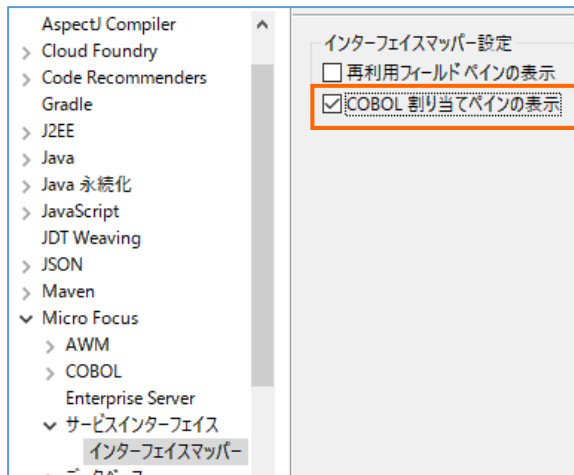 AspectJ Compiler
Cloud Foundry
Code Recommenders
Gradle
J2EE
Java
Java 永続化
JavaScript
JDT Weaving
JSON
Maven
Micro Focus
AWM
COBOL
Enterprise Server
サービスインターフェイス
インターフェイスマッパー
インターフェイスマッパー設定
再利用フィールド ペインの表示
COBOL 割り当てペインの表示